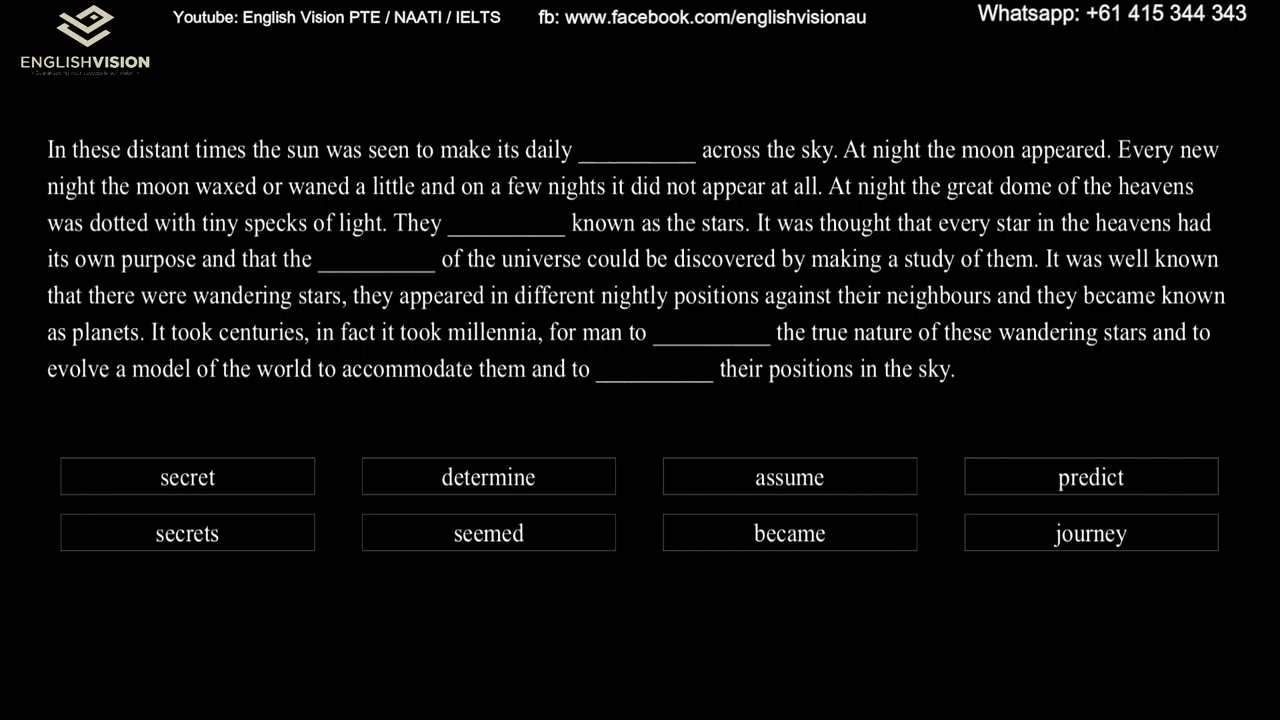 Youtube: English Vision PTE / NAATI / IELTS fb: www.facebook.com/englishvisionau Whatsapp: +61 415 344 343
ENGLISHVISION
In these distant times the sun was seen to make its daily _________ across the sky. At night the moon appeared. Every new
night the moon waxed or waned a little and on a few nights it did not appear at all. At night the great dome of the heavens
was dotted with tiny specks of light. They _________ known as the stars. It was thought that every star in the heavens had
its own purpose and that the _________ of the universe could be discovered by making a study of them. It was well known
that there were wandering stars, they appeared in different nightly positions against their neighbours and they became known
as planets. It took centuries, in fact it took millennia, for man to _________ the true nature of these wandering stars and to
evolve a model of the world to accommodate them and to _________ their positions in the sky.
secret determine assume predict
secrets seemed became journey